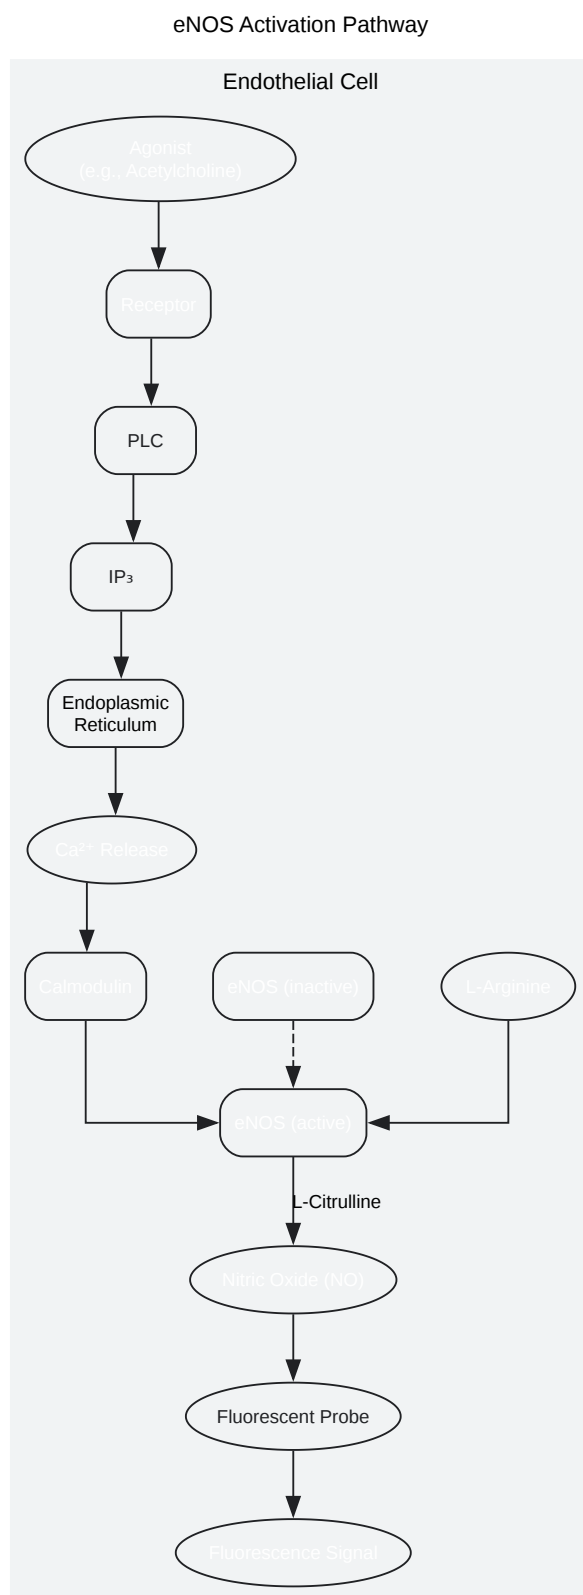 eNOS Activation Pathway
Endothelial Cell
Agonist
(e.g., Acetylcholine)
Receptor
PLC
IP₃
Endoplasmic
Reticulum
Ca²⁺ Release
Calmodulin
eNOS (inactive)
L-Arginine
eNOS (active)
L-Citrulline
Nitric Oxide (NO)
Fluorescent Probe
Fluorescence Signal